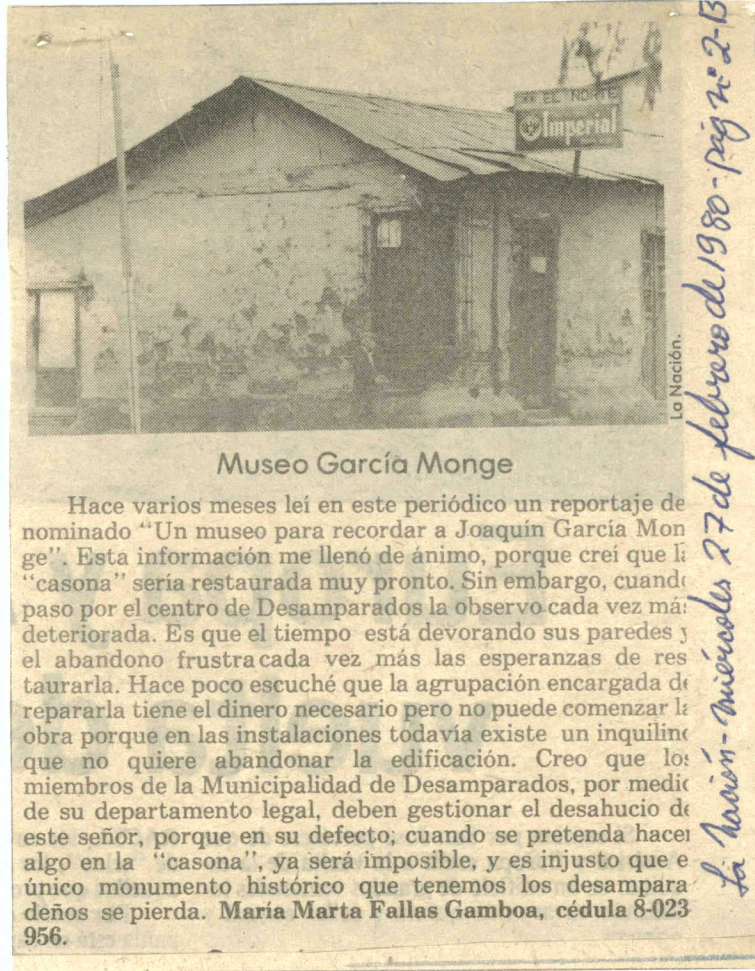 EL NORTE
Imperial
La Nación.
Museo García Monge
Hace varios meses leí en este periódico un reportaje de
nominado “Un museo para recordar a Joaquín García Mon
ge”. Esta información me llenó de ánimo, porque creí que la
“casona” sería restaurada muy pronto. Sin embargo, cuando
paso por el centro de Desamparados la observo cada vez más
deteriorada. Es que el tiempo está devorando sus paredes y
el abandono frustra cada vez más las esperanzas de res
taurarla. Hace poco escuché que la agrupación encargada de
repararla tiene el dinero necesario pero no puede comenzar la
obra porque en las instalaciones todavía existe un inquilino
que no quiere abandonar la edificación. Creo que los
miembros de la Municipalidad de Desamparados, por medio
de su departamento legal, deben gestionar el desahucio de
este señor, porque en su defecto, cuando se pretenda hacer
algo en la “casona”, ya será imposible, y es injusto que e
único monumento histórico que tenemos los desampara
deños se pierda. María Marta Fallas Gamboa, cédula 8-023
956.
La Nación - miércoles 27 de febrero de 1980 - pág nº 2-B